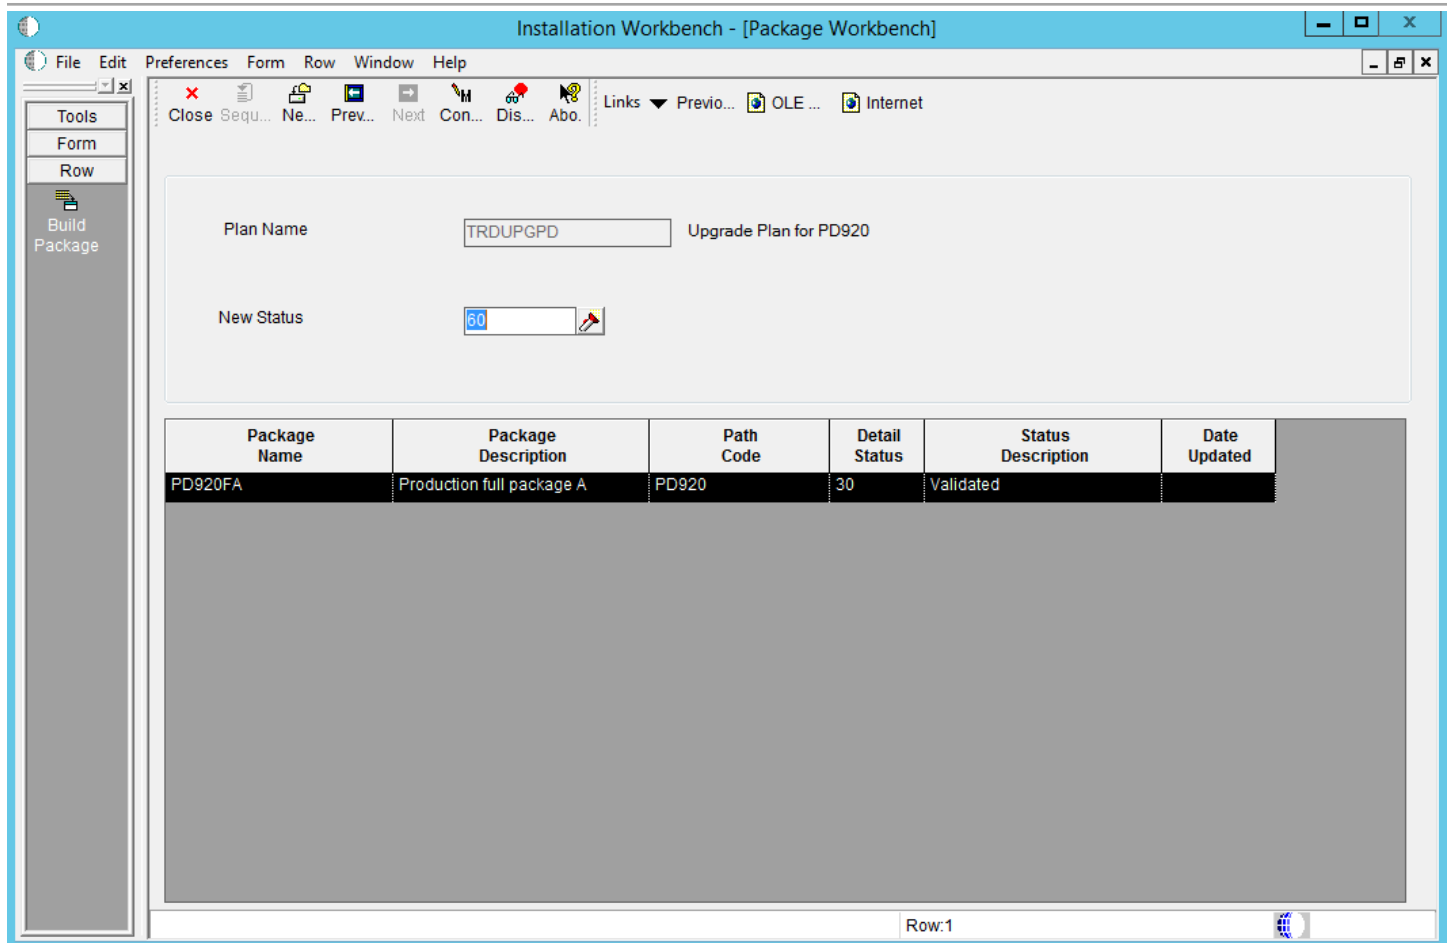 Installation Workbench - [Package Workbench]
File Edit Preferences Form Row Window Help
Close Sequ... Ne... Prev... Next Con... Dis... Abo. Links Previo... OLE ... Internet
Tools
Form
Row
Build
Package
Plan Name TRDUPGPD Upgrade Plan for PD920
New Status 60
Package Name Package Description Path Code Detail Status Status Description Date Updated
PD920FA Production full package A PD920 30 Validated
Row:1